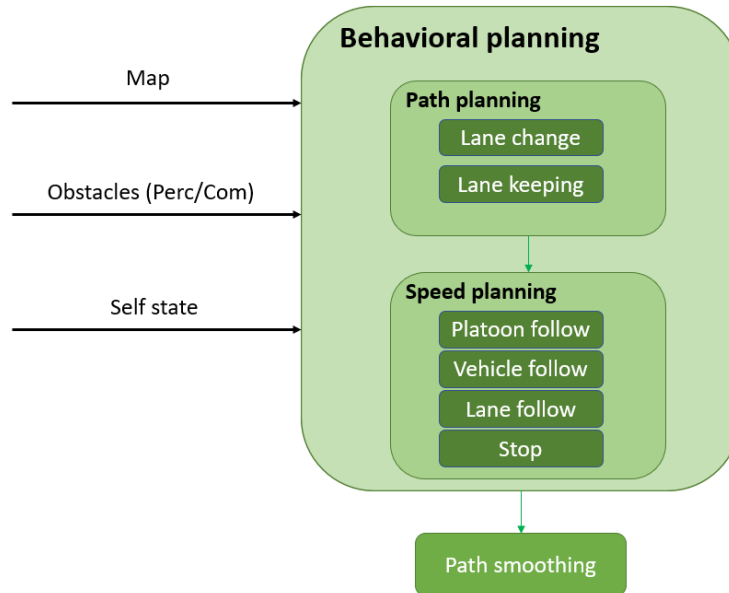 Behavioral planning
Map
Path planning
Lane change
Lane keeping
Obstacles (Perc/Com)
Self state
Speed planning
Platoon follow
Vehicle follow
Lane follow
Stop
Path smoothing